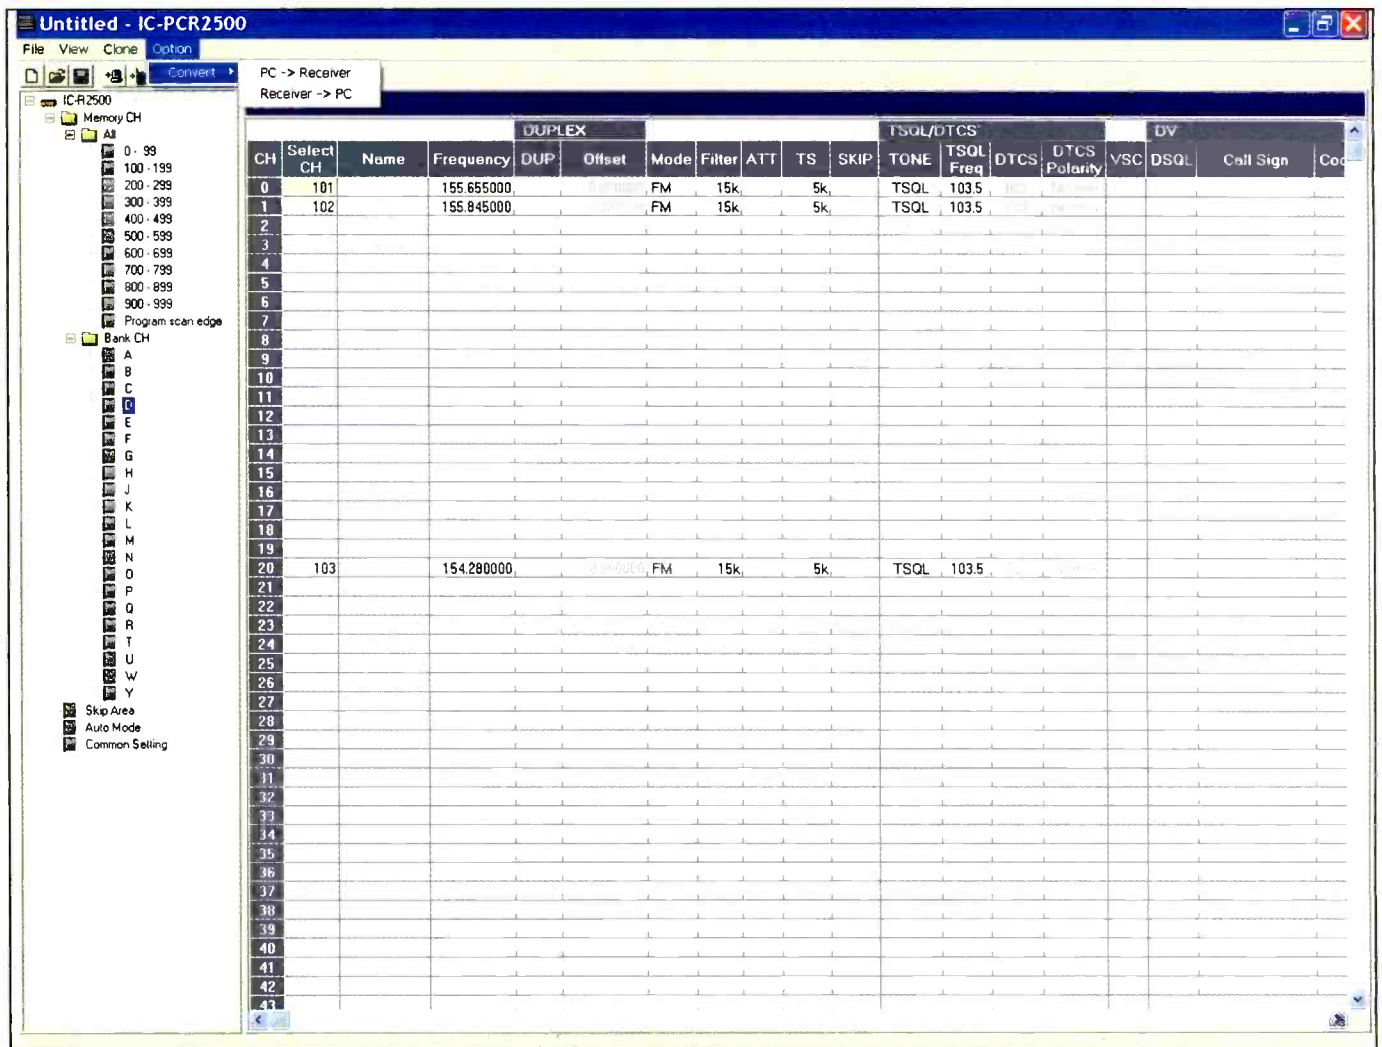 Untitled - IC-PCR2500
File View Clone Option
Convert
PC -> Receiver
Receiver -> PC
IC-R2500
Memory CH
All
0 - 99
100 - 199
200 - 299
300 - 399
400 - 499
500 - 599
600 - 699
700 - 799
800 - 899
900 - 999
Program scan edge
Bank CH
A
B
C
D
E
F
G
H
J
K
L
M
N
O
P
Q
R
T
U
W
Y
Skip Area
Auto Mode
Common Setting
DUPLEX TSQL/DTCS DV
CH Select CH Name Frequency DUP Offset Mode Filter ATT TS SKIP TONE TSQL Freq DTCS DTCS Polarity VSC DSQL Call Sign Coc
0 101 155.655000 FM 15k 5k TSQL 103.5
1 102 155.845000 FM 15k 5k TSQL 103.5
2
3
4
5
6
7
8
9
10
11
12
13
14
15
16
17
18
19
20 103 154.280000 FM 15k 5k TSQL 103.5
21
22
23
24
25
26
27
28
29
30
31
32
33
34
35
36
37
38
39
40
41
42
43